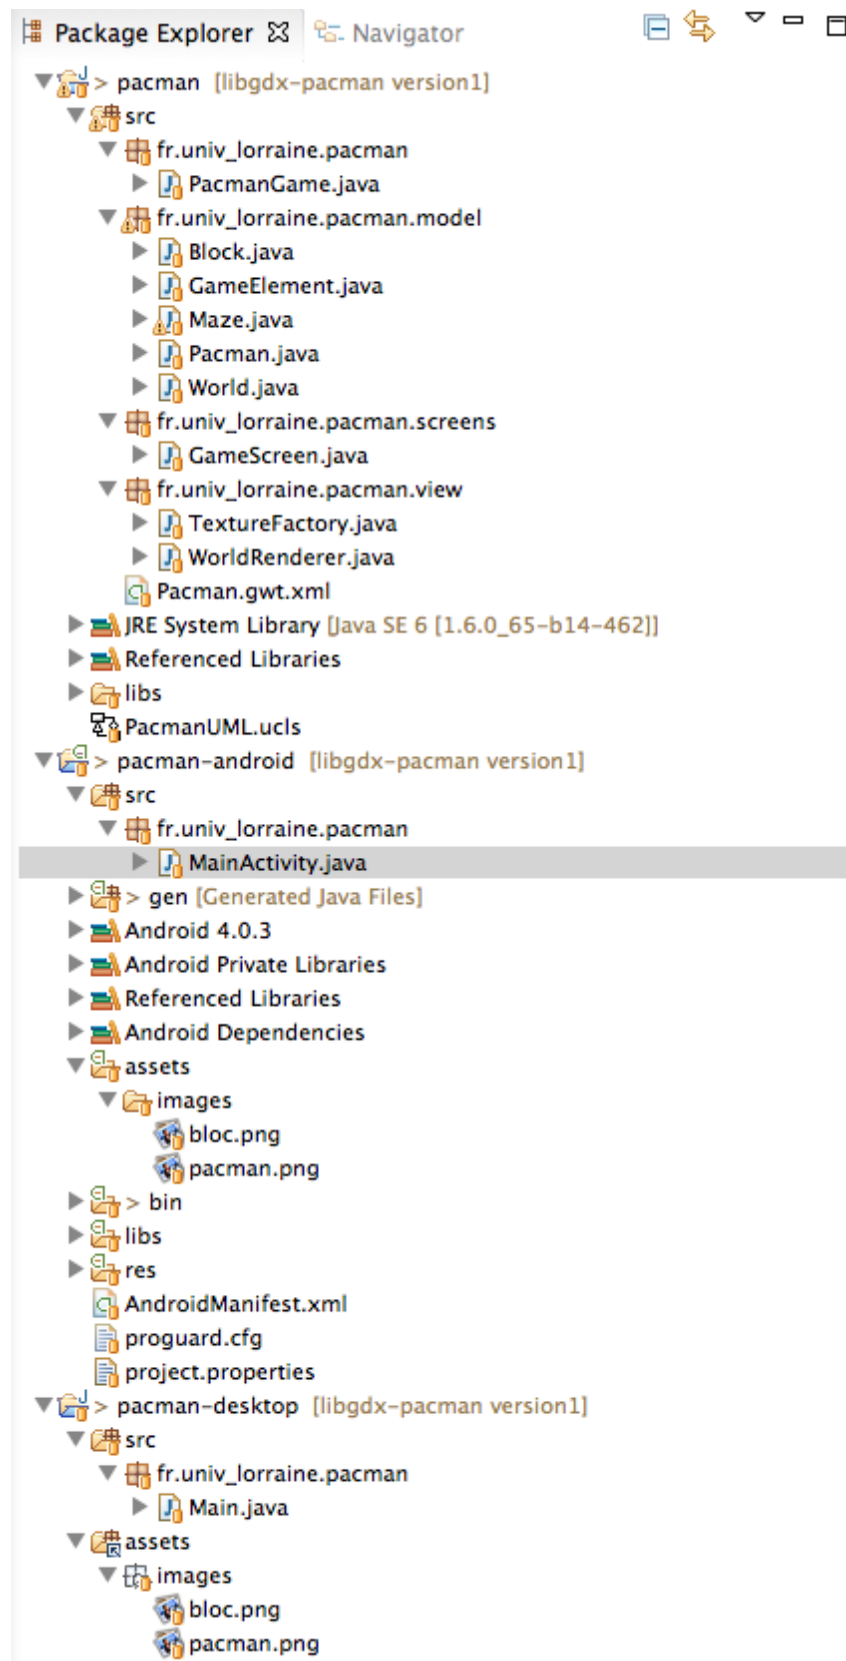 Package Explorer Navigator
> pacman [libgdx-pacman version1]
src
fr.univ_lorraine.pacman
PacmanGame.java
fr.univ_lorraine.pacman.model
Block.java
GameElement.java
Maze.java
Pacman.java
World.java
fr.univ_lorraine.pacman.screens
GameScreen.java
fr.univ_lorraine.pacman.view
TextureFactory.java
WorldRenderer.java
Pacman.gwt.xml
JRE System Library [Java SE 6 [1.6.0_65-b14-462]]
Referenced Libraries
libs
PacmanUML.ucls
> pacman-android [libgdx-pacman version1]
src
fr.univ_lorraine.pacman
MainActivity.java
> gen [Generated Java Files]
Android 4.0.3
Android Private Libraries
Referenced Libraries
Android Dependencies
assets
images
bloc.png
pacman.png
> bin
libs
res
AndroidManifest.xml
proguard.cfg
project.properties
> pacman-desktop [libgdx-pacman version1]
src
fr.univ_lorraine.pacman
Main.java
assets
images
bloc.png
pacman.png